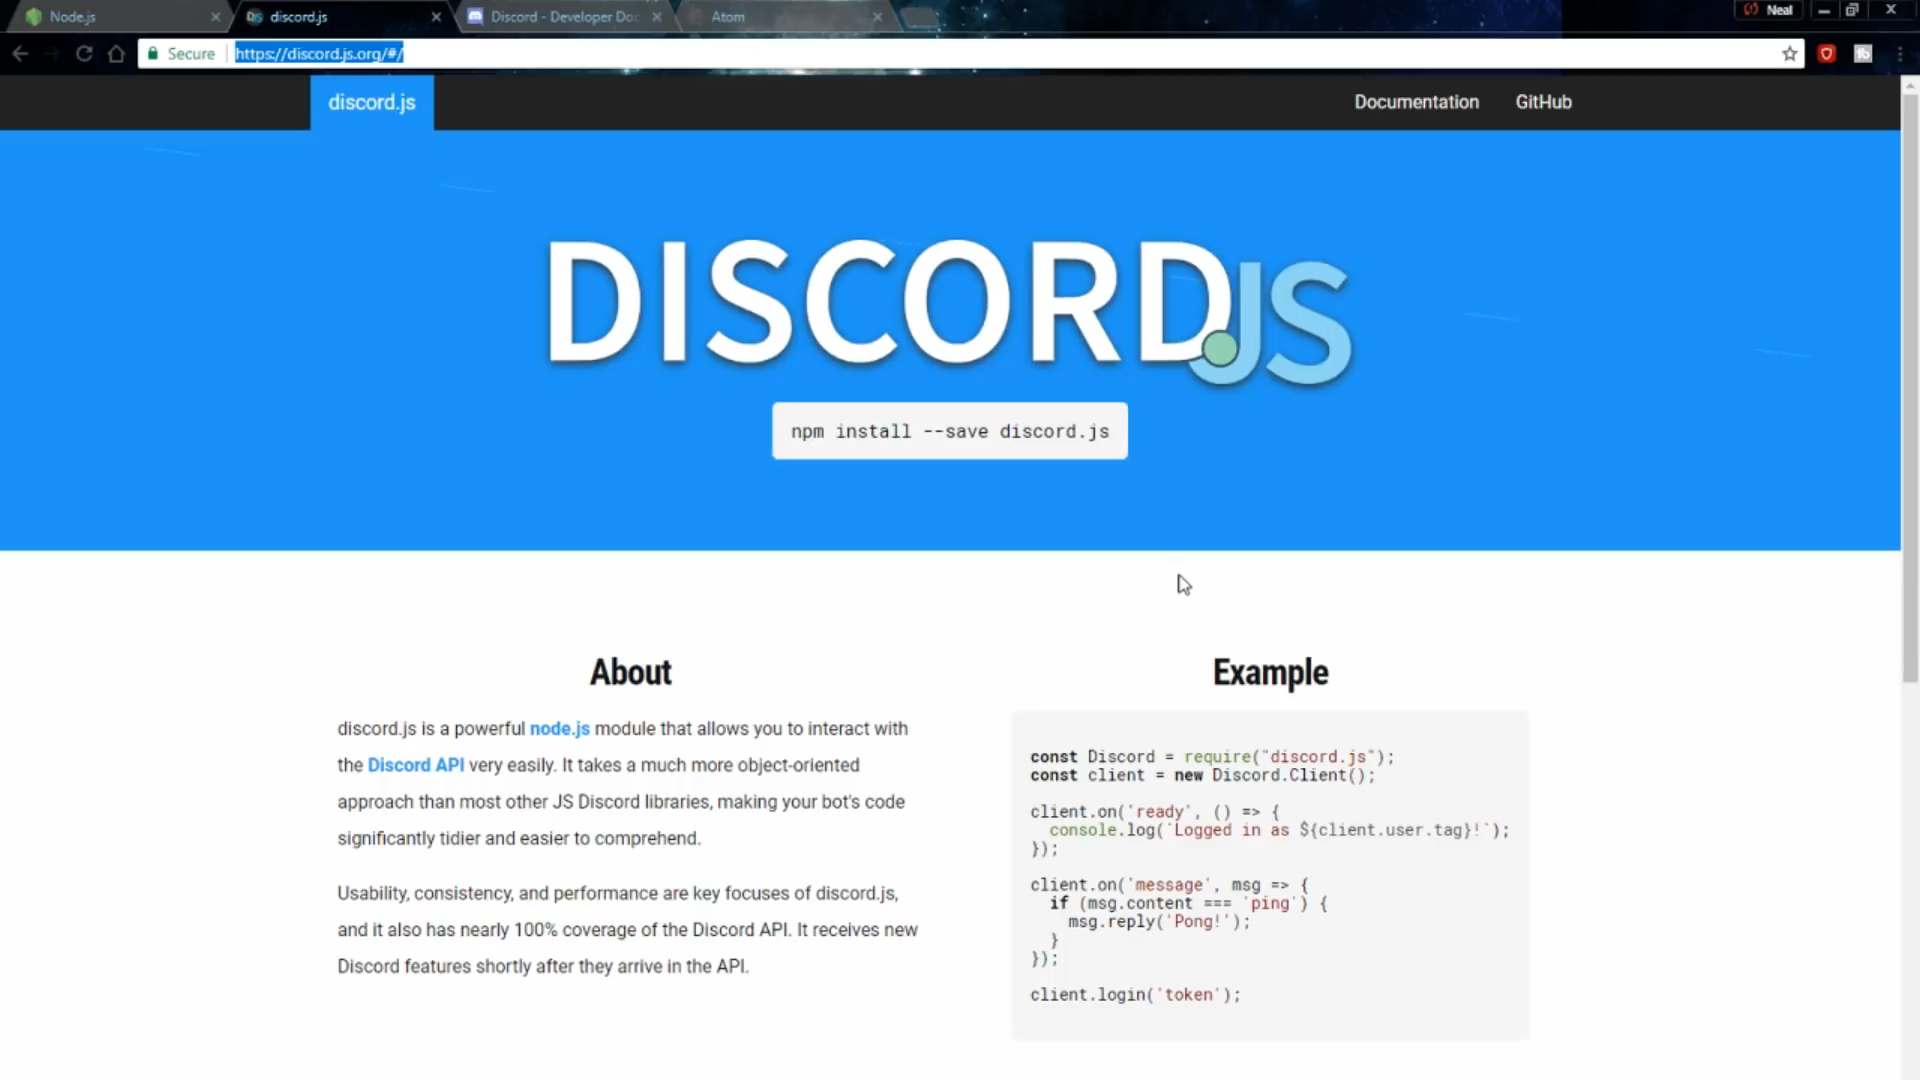 Node.js
discord.js
Discord - Developer Doc
Atom
Neal
Secure
https://discord.js.org/#/
discord.js
Documentation
GitHub
DISCORD.JS
npm install --save discord.js
About
discord.js is a powerful node.js module that allows you to interact with
the Discord API very easily. It takes a much more object-oriented
approach than most other JS Discord libraries, making your bot's code
significantly tidier and easier to comprehend.
Usability, consistency, and performance are key focuses of discord.js,
and it also has nearly 100% coverage of the Discord API. It receives new
Discord features shortly after they arrive in the API.
Example
const Discord = require("discord.js");
const client = new Discord.Client();
client.on('ready', () => {
  console.log(`Logged in as ${client.user.tag}!`);
});
client.on('message', msg => {
  if (msg.content === 'ping') {
    msg.reply('Pong!');
  }
});
client.login('token');